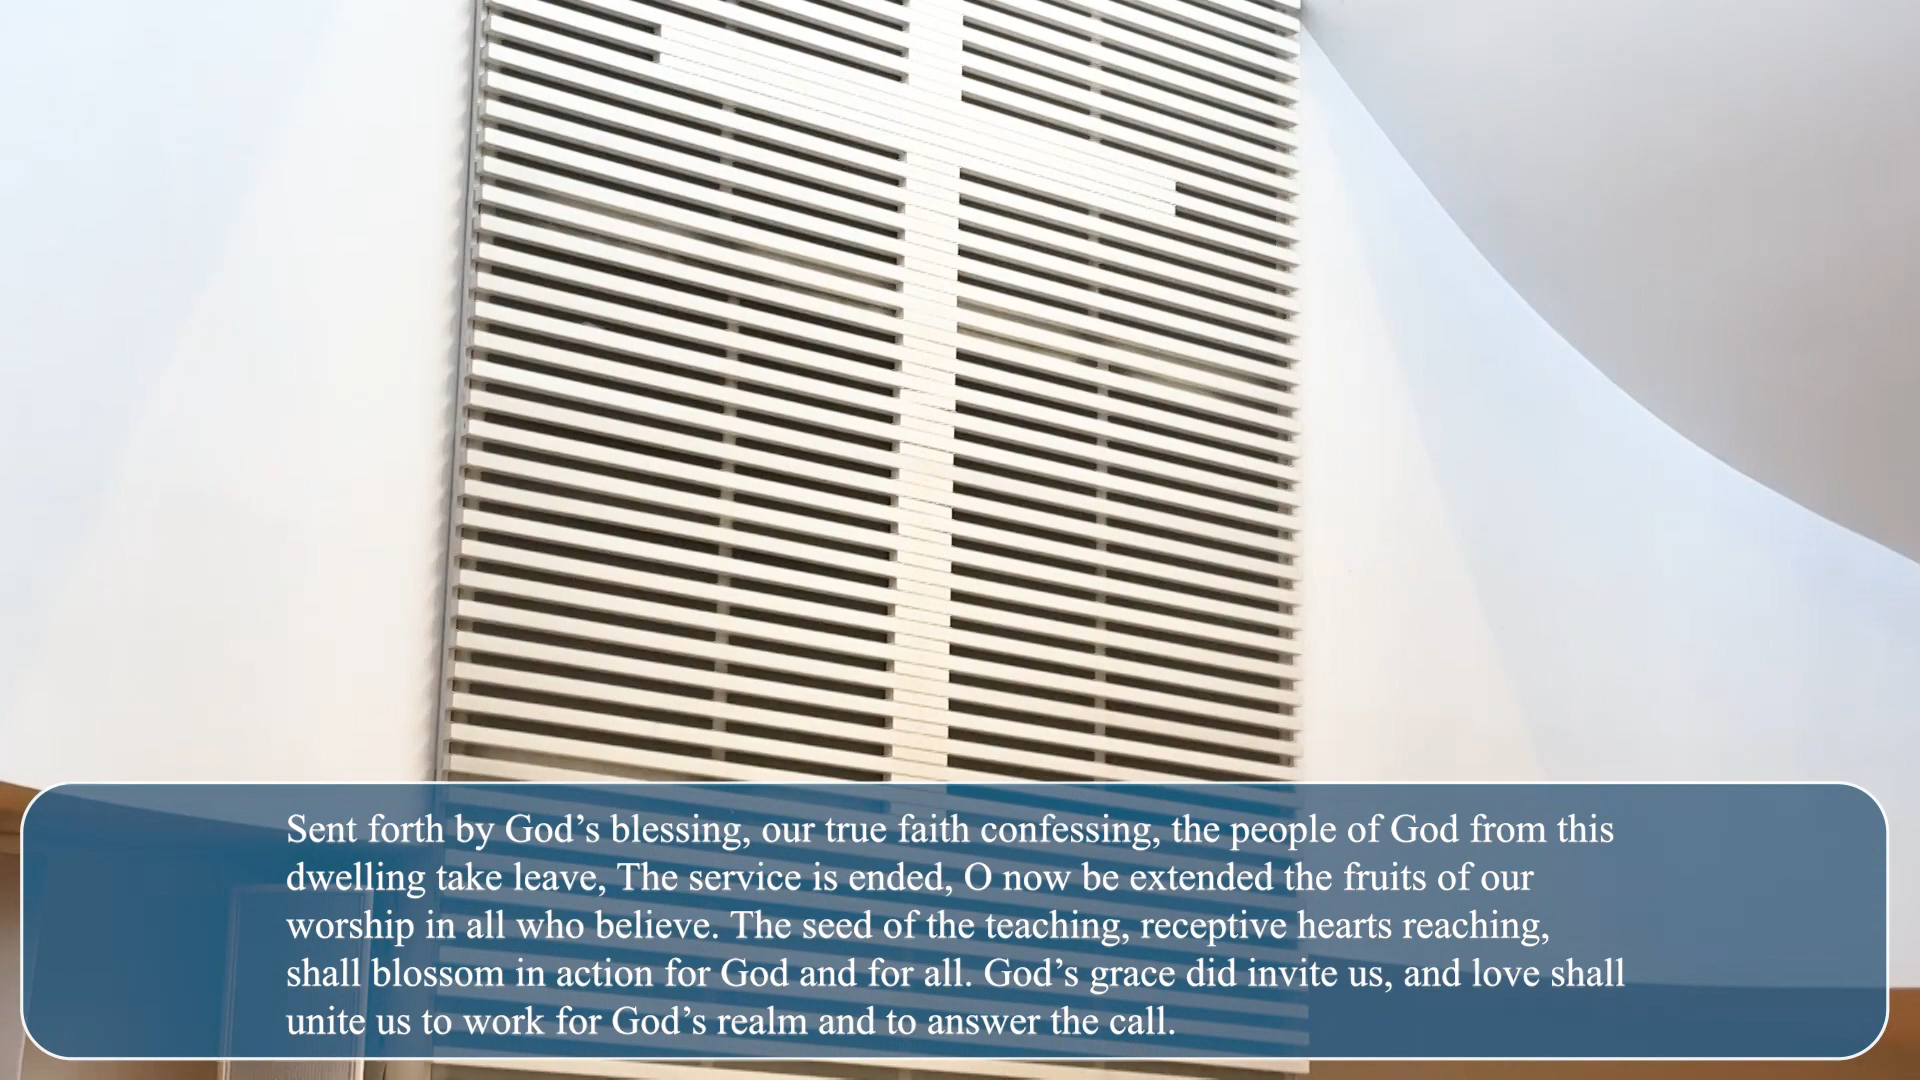 Sent forth by God’s blessing, our true faith confessing, the people of God from this
dwelling take leave, The service is ended, O now be extended the fruits of our
worship in all who believe. The seed of the teaching, receptive hearts reaching,
shall blossom in action for God and for all. God’s grace did invite us, and love shall
unite us to work for God’s realm and to answer the call.